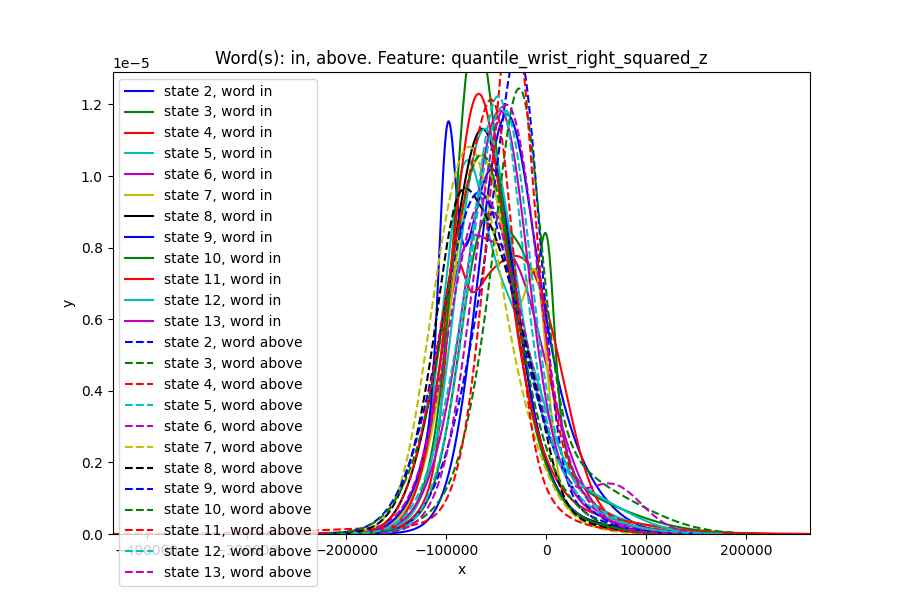 Word(s): in, above. Feature: quantile_wrist_right_squared_z
1e−5
1.2
1.0
0.8
0.6
0.4
0.2
0.0
y
state 2, word in
state 3, word in
state 4, word in
state 5, word in
state 6, word in
state 7, word in
state 8, word in
state 9, word in
state 10, word in
state 11, word in
state 12, word in
state 13, word in
state 2, word above
state 3, word above
state 4, word above
state 5, word above
state 6, word above
state 7, word above
state 8, word above
state 9, word above
state 10, word above
state 11, word above
state 12, word above
state 13, word above
−400000 −300000 −200000 −100000 0 100000 200000
x